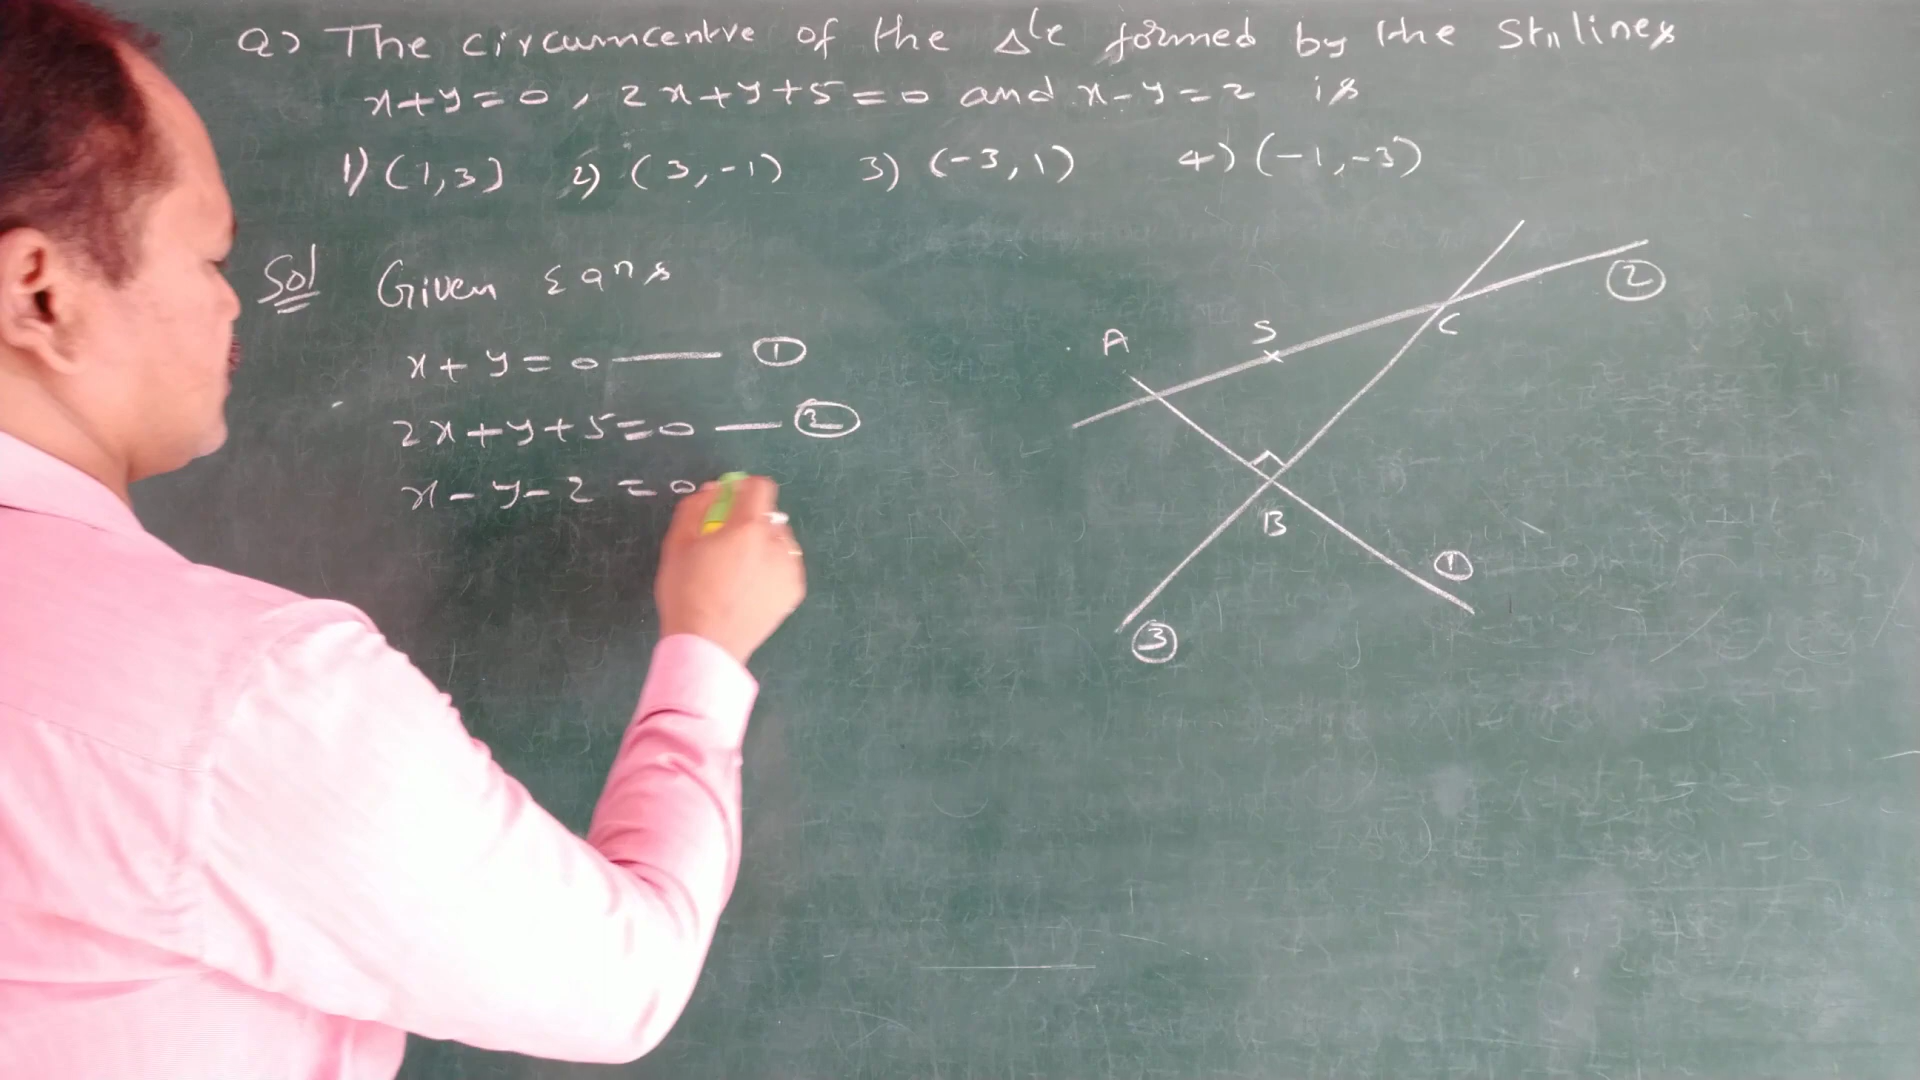 Q) The circumcentre of the Δle formed by the St.. lines
x+y=0, 2x+y+5=0 and x-y=2 is
1) (1,3) 2) (3,-1) 3) (-3,1) 4) (-1,-3)
Sol Given Eqns
x+y=0 —— ①
2x+y+5=0 — ②
x-y-2=0
A
S
C
②
B
①
③